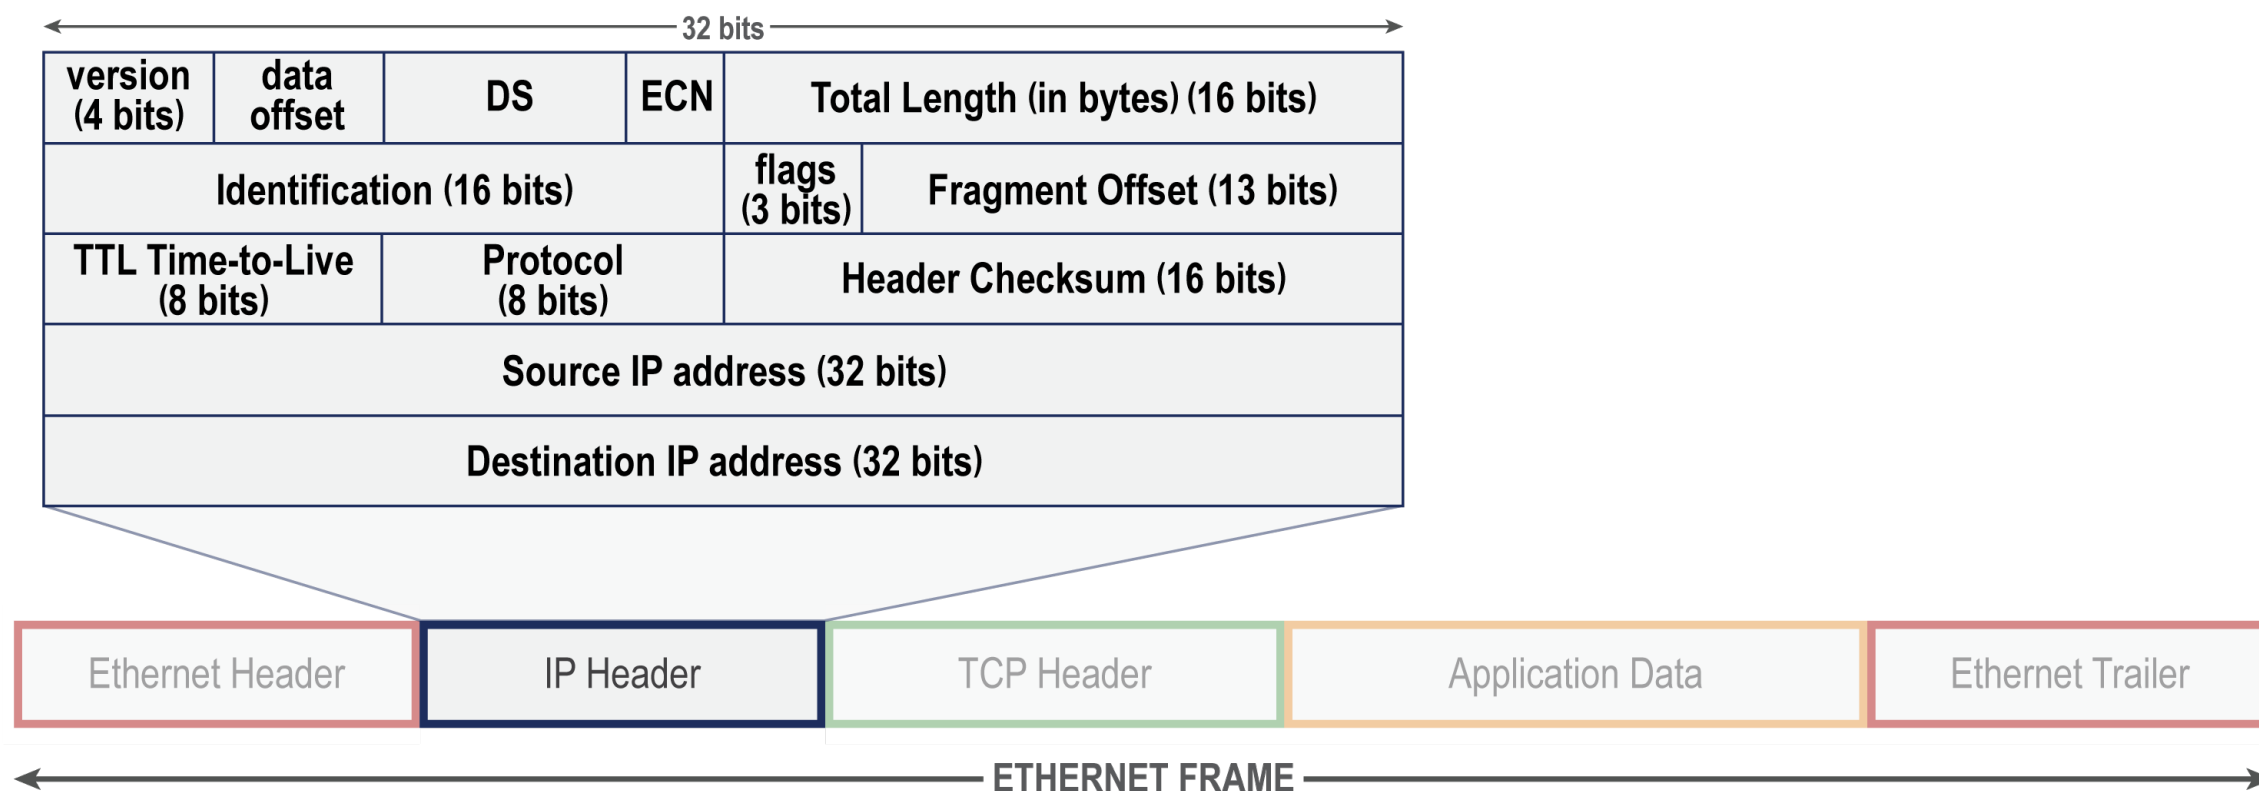 32 bits
version
(4 bits)
data
offset
DS
ECN
Total Length (in bytes) (16 bits)
Identification (16 bits)
flags
(3 bits)
Fragment Offset (13 bits)
TTL Time-to-Live
(8 bits)
Protocol
(8 bits)
Header Checksum (16 bits)
Source IP address (32 bits)
Destination IP address (32 bits)
Ethernet Header
IP Header
TCP Header
Application Data
Ethernet Trailer
ETHERNET FRAME